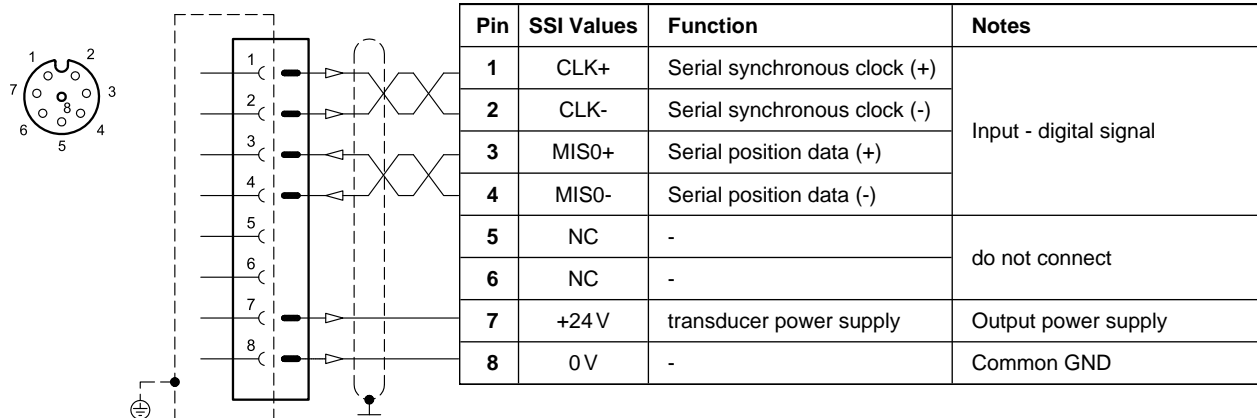 1 2
7 3
8
6 4
5
1
2
3
4
5
6
7
8
Pin SSI Values Function Notes
1 CLK+ Serial synchronous clock (+)
2 CLK- Serial synchronous clock (-)
Input - digital signal
3 MIS0+ Serial position data (+)
4 MIS0- Serial position data (-)
5 NC -
do not connect
6 NC -
7 +24 V transducer power supply Output power supply
8 0 V - Common GND